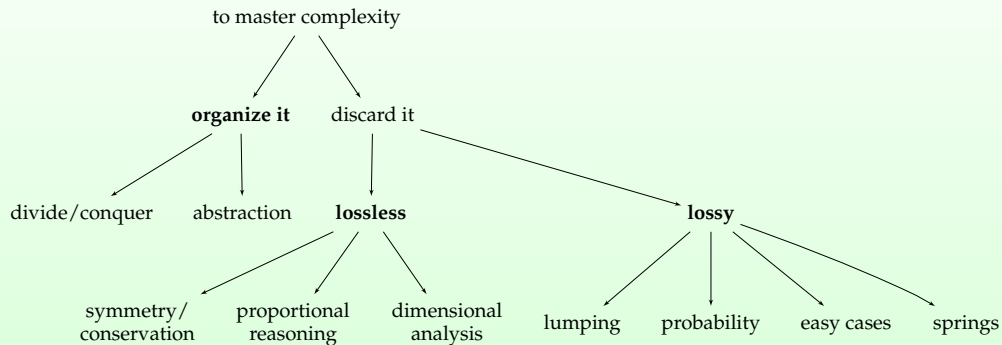 to master complexity
organize it
discard it
divide/conquer
abstraction
lossless
lossy
symmetry/
conservation
proportional
reasoning
dimensional
analysis
lumping
probability
easy cases
springs